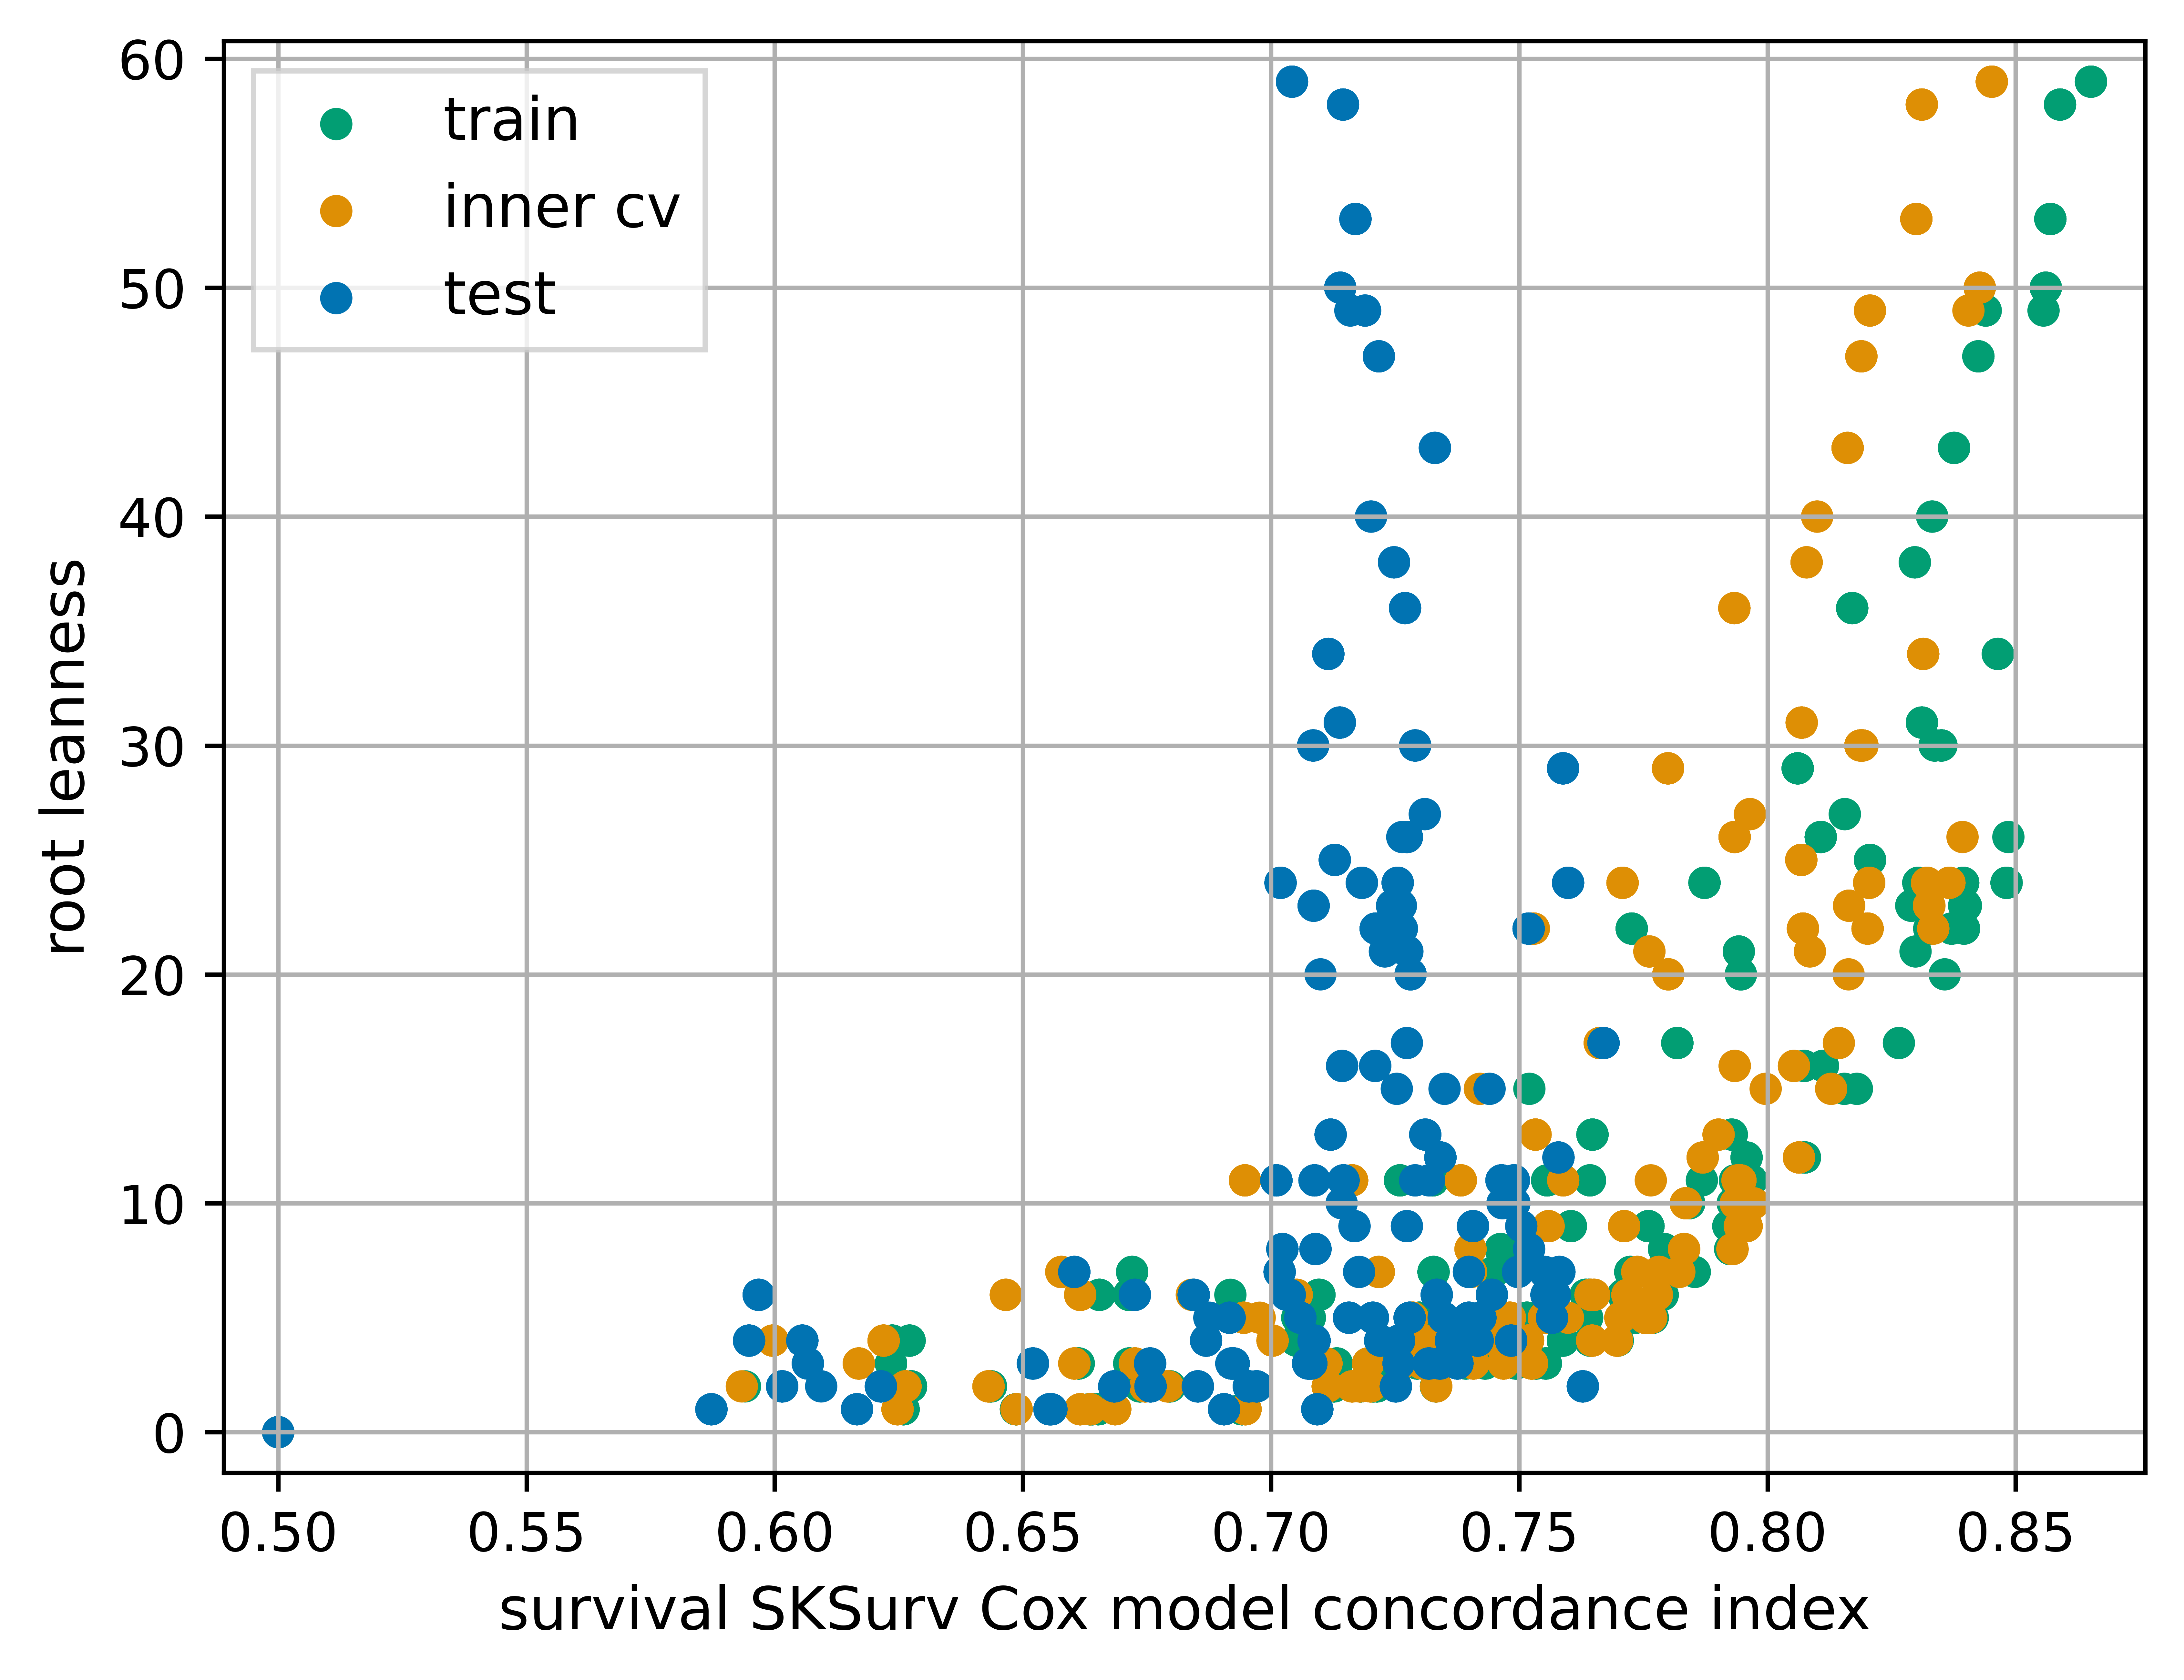 60
50
40
30
20
10
0
root leanness
train
inner cv
test
0.50 0.55 0.60 0.65 0.70 0.75 0.80 0.85
survival SKSurv Cox model concordance index